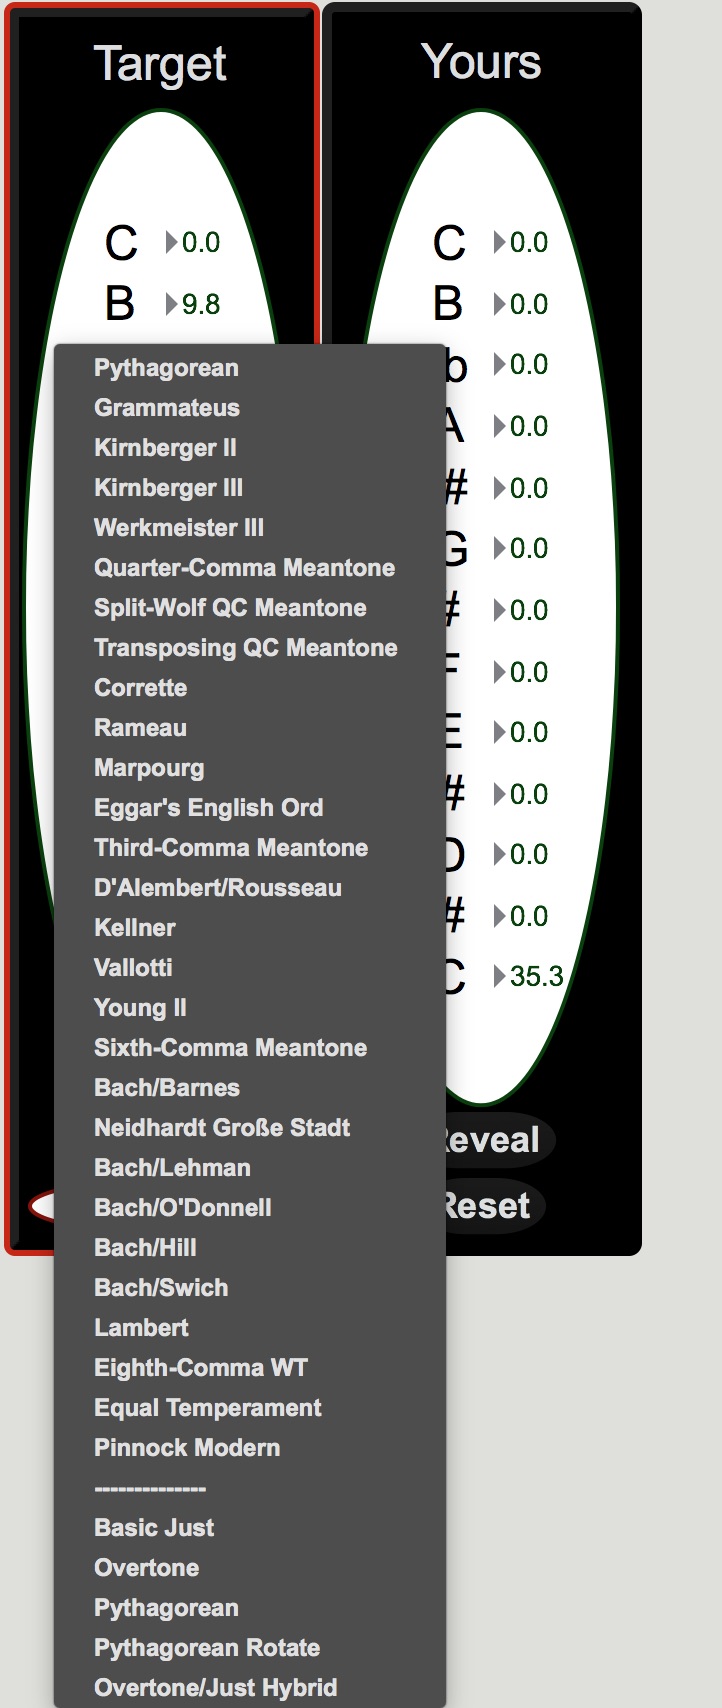 Target
C 0.0
B 9.8
Pythagorean
Grammateus
Kirnberger II
Kirnberger III
Werkmeister III
Quarter-Comma Meantone
Split-Wolf QC Meantone
Transposing QC Meantone
Corrette
Rameau
Marpourg
Eggar's English Ord
Third-Comma Meantone
D'Alembert/Rousseau
Kellner
Vallotti
Young II
Sixth-Comma Meantone
Bach/Barnes
Neidhardt Große Stadt
Bach/Lehman
Bach/O'Donnell
Bach/Hill
Bach/Swich
Lambert
Eighth-Comma WT
Equal Temperament
Pinnock Modern
--------------
Basic Just
Overtone
Pythagorean
Pythagorean Rotate
Overtone/Just Hybrid
Yours
C 0.0
B 0.0
b 0.0
A 0.0
# 0.0
G 0.0
# 0.0
F 0.0
E 0.0
# 0.0
D 0.0
# 0.0
C 35.3
Reveal
Reset